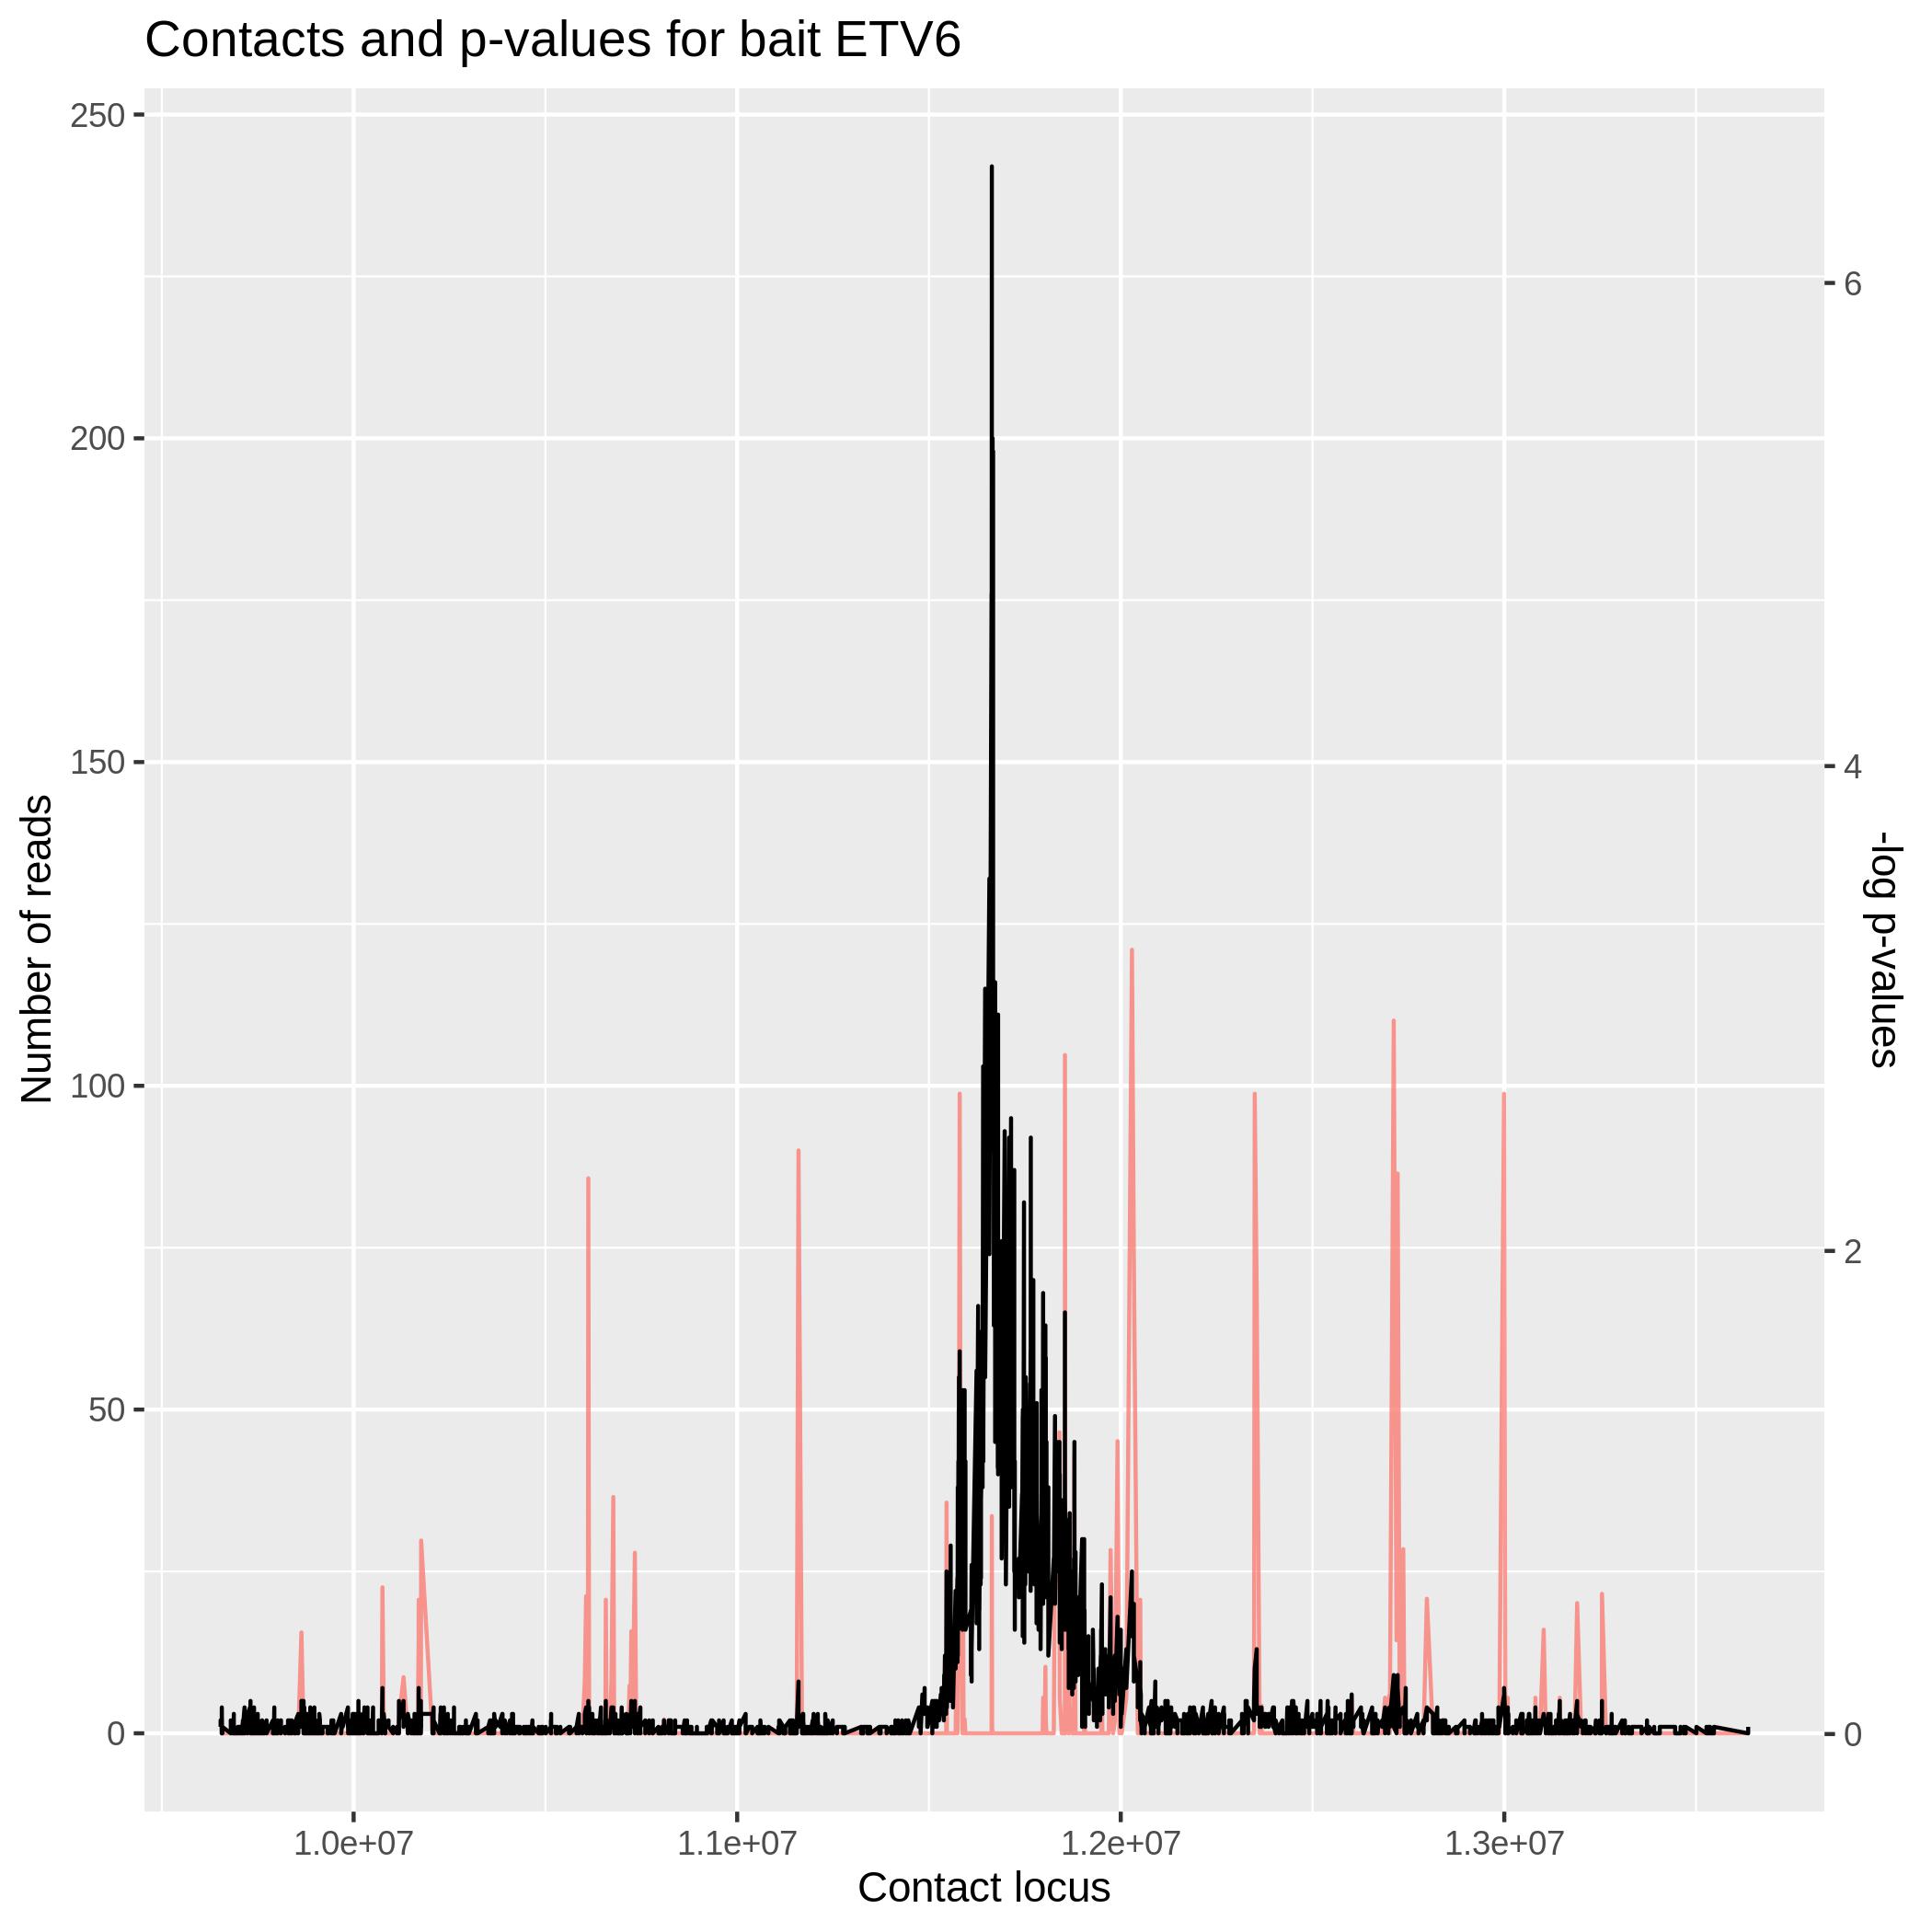 Contacts and p-values for bait ETV6
250
200
150
100
50
0
Number of reads
6
4
2
0
-log p-values
1.0e+07
1.1e+07
1.2e+07
1.3e+07
Contact locus